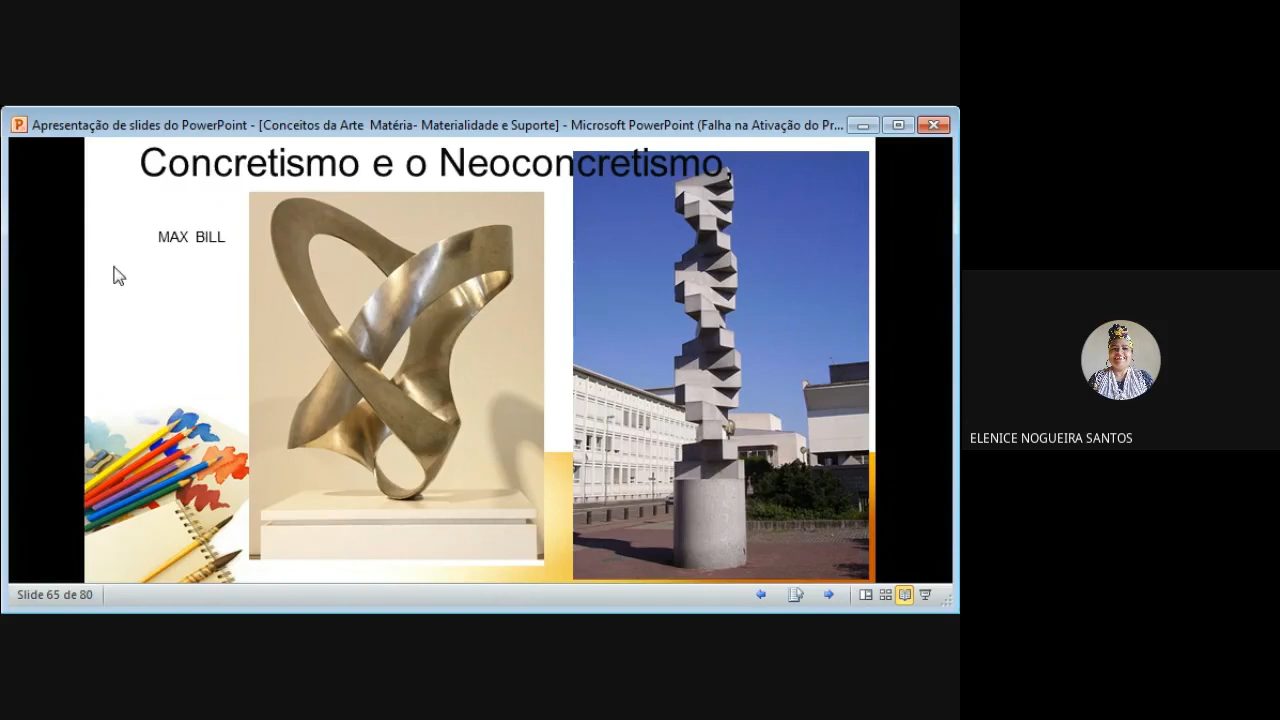 Apresentação de slides do PowerPoint - [Conceitos da Arte Matéria- Materialidade e Suporte] - Microsoft PowerPoint (Falha na Ativação do Pr...
Concretismo e o Neoconcretismo,
MAX BILL
ELENICE NOGUEIRA SANTOS
Slide 65 de 80